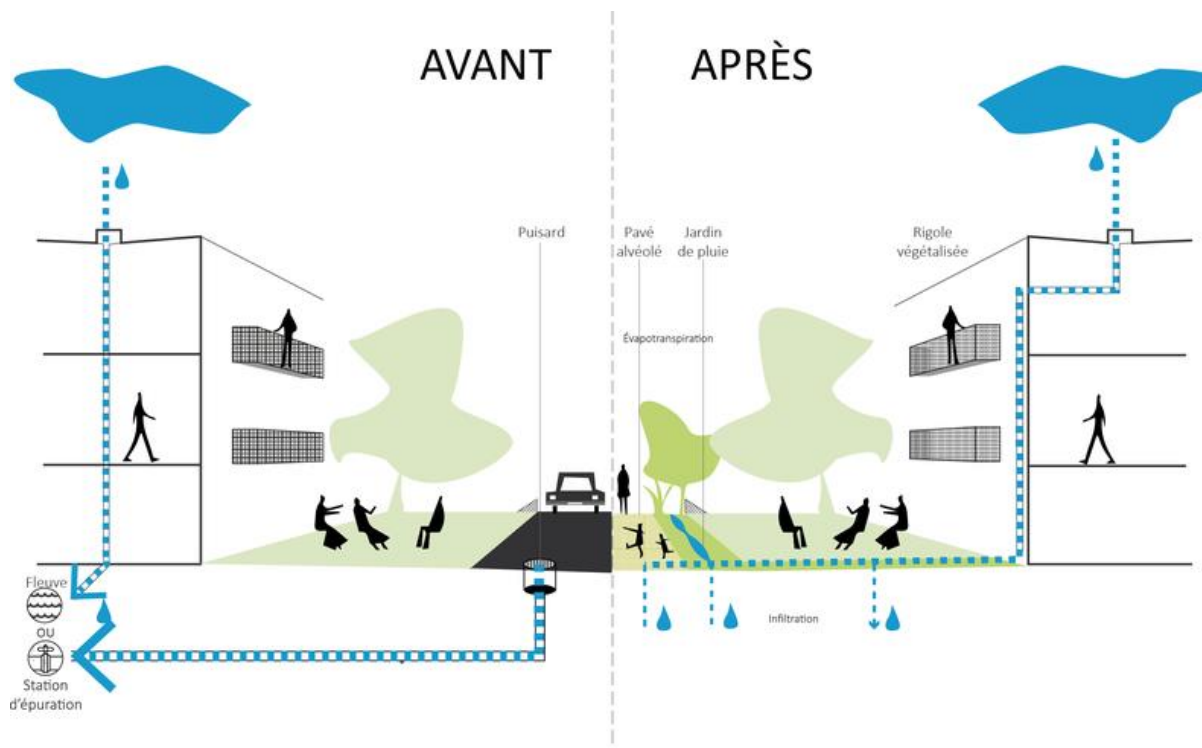 AVANT
APRÈS
Puisard
Pavé
alvéolé
Jardin
de pluie
Rigole
végétalisée
Évapotranspiration
Fleuve
OU
Station
d'épuration
Infiltration